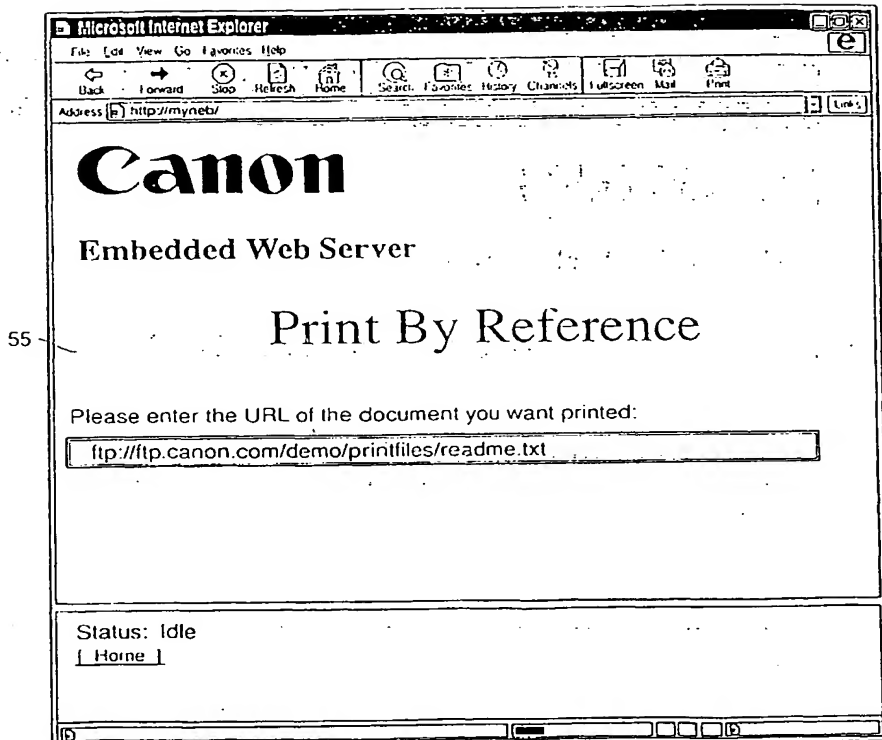 Microsoft Internet Explorer
File Edit View Go Favorites Help
Back Forward Stop Refresh Home Search Favorites History Channels Fullscreen Mail Print
Address http://myneb/ Links
Canon
Embedded Web Server
Print By Reference
55
Please enter the URL of the document you want printed:
ftp://ftp.canon.com/demo/printfiles/readme.txt
Status: Idle
[ Home ]